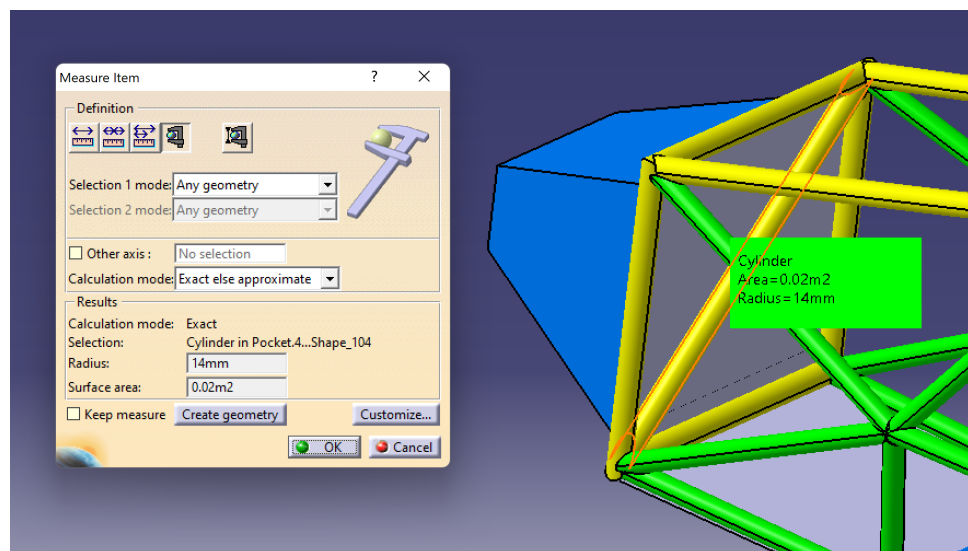 Measure Item ? X
Definition
Selection 1 mode: Any geometry
Selection 2 mode: Any geometry
Other axis : No selection
Calculation mode: Exact else approximate
Results
Calculation mode: Exact
Selection: Cylinder in Pocket.4...Shape_104
Radius: 14mm
Surface area: 0.02m2
Keep measure Create geometry Customize...
OK Cancel
Cylinder
Area=0.02m2
Radius=14mm